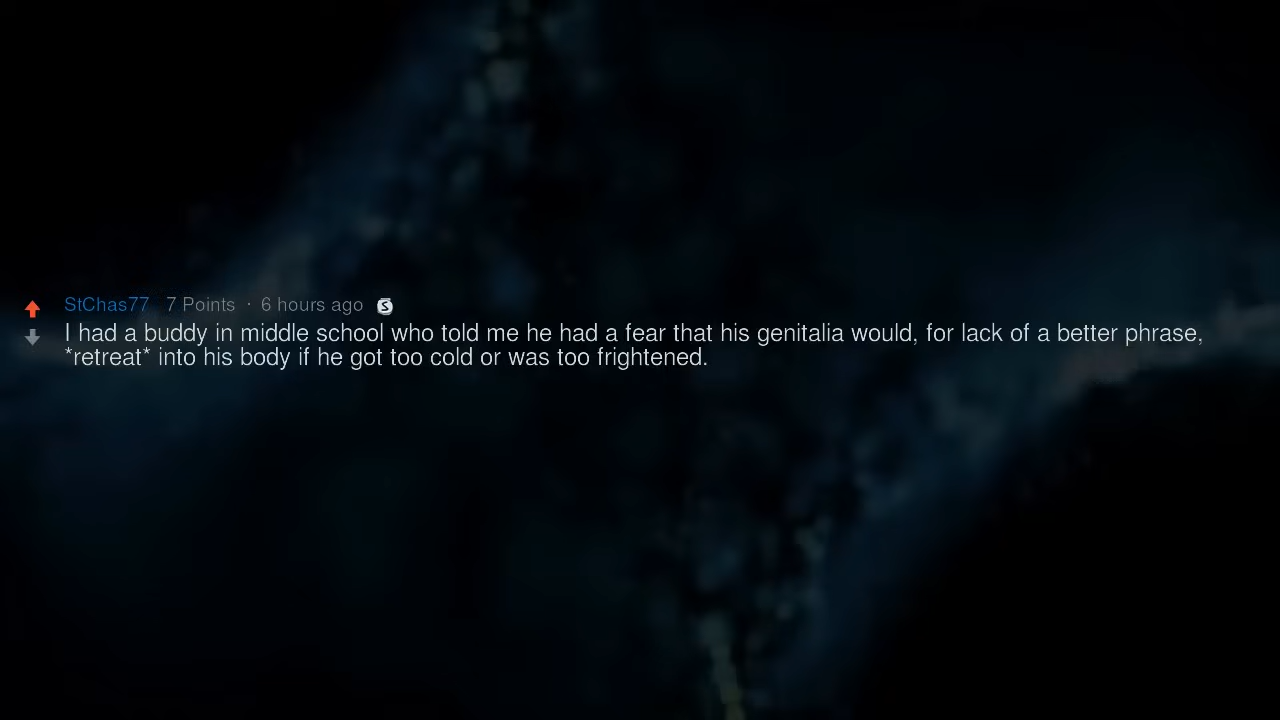 StChas77 7 Points · 6 hours ago S
I had a buddy in middle school who told me he had a fear that his genitalia would, for lack of a better phrase,
*retreat* into his body if he got too cold or was too frightened.